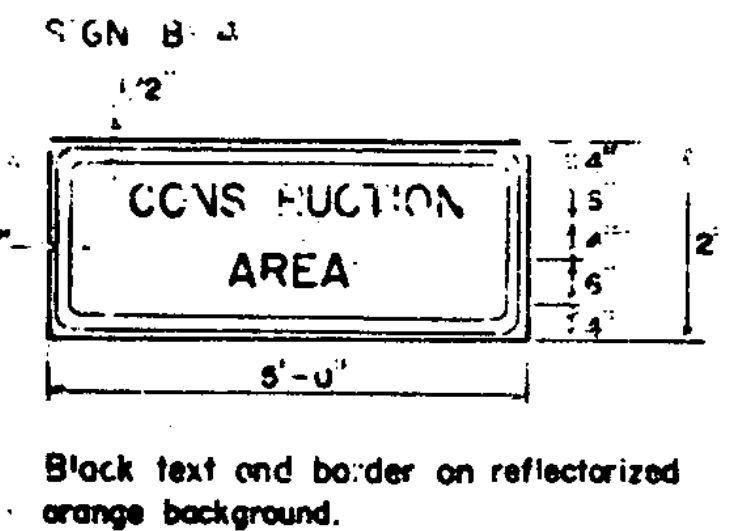 SIGN
1/2"
4"
CONSTRUCTION
4"
2'
AREA
6"
4"
5'-0"
Black text and border on reflectorized
orange background.